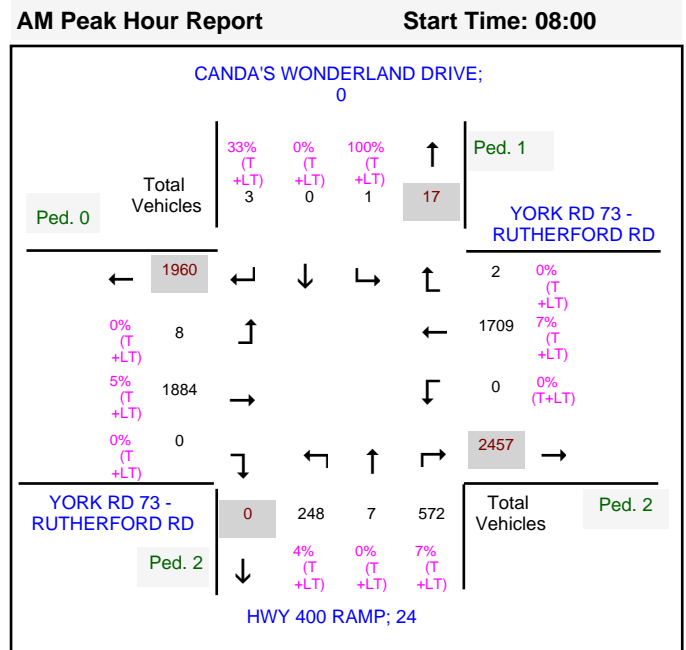 AM Peak Hour Report Start Time: 08:00
CANDA'S WONDERLAND DRIVE;
0
33% 0% 100%
(T (T (T
+LT) +LT) +LT)
3 0 1 17
Ped. 1
Total
Vehicles
Ped. 0
YORK RD 73 -
RUTHERFORD RD
1960
2 0%
(T
+LT)
0%
(T
+LT)
8
1709 7%
(T
+LT)
5%
(T
+LT)
1884
0 0%
(T+LT)
0%
(T
+LT)
0
2457
YORK RD 73 -
RUTHERFORD RD
0 248 7 572
Total
Vehicles
Ped. 2
Ped. 2
4% 0% 7%
(T (T (T
+LT) +LT) +LT)
HWY 400 RAMP; 24